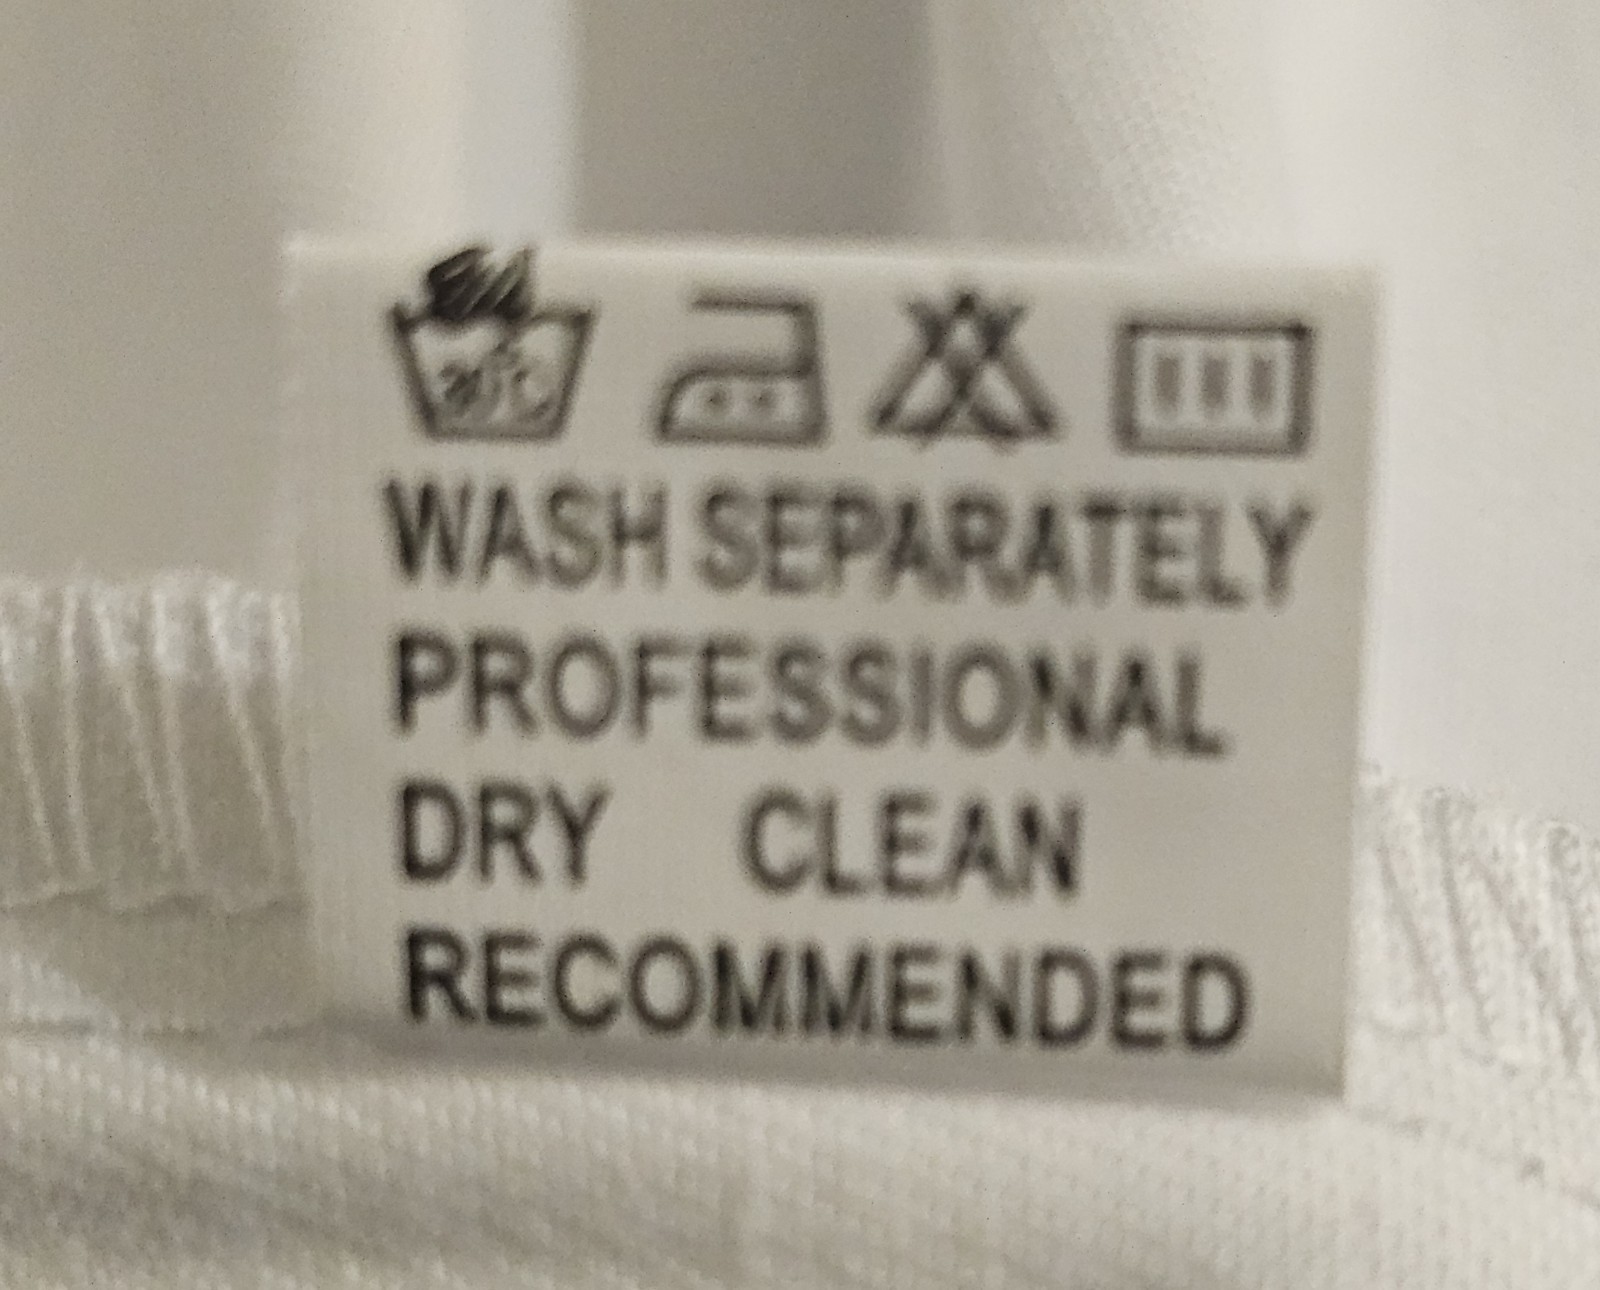 WASH SEPARATELY
PROFESSIONAL
DRY CLEAN
RECOMMENDED